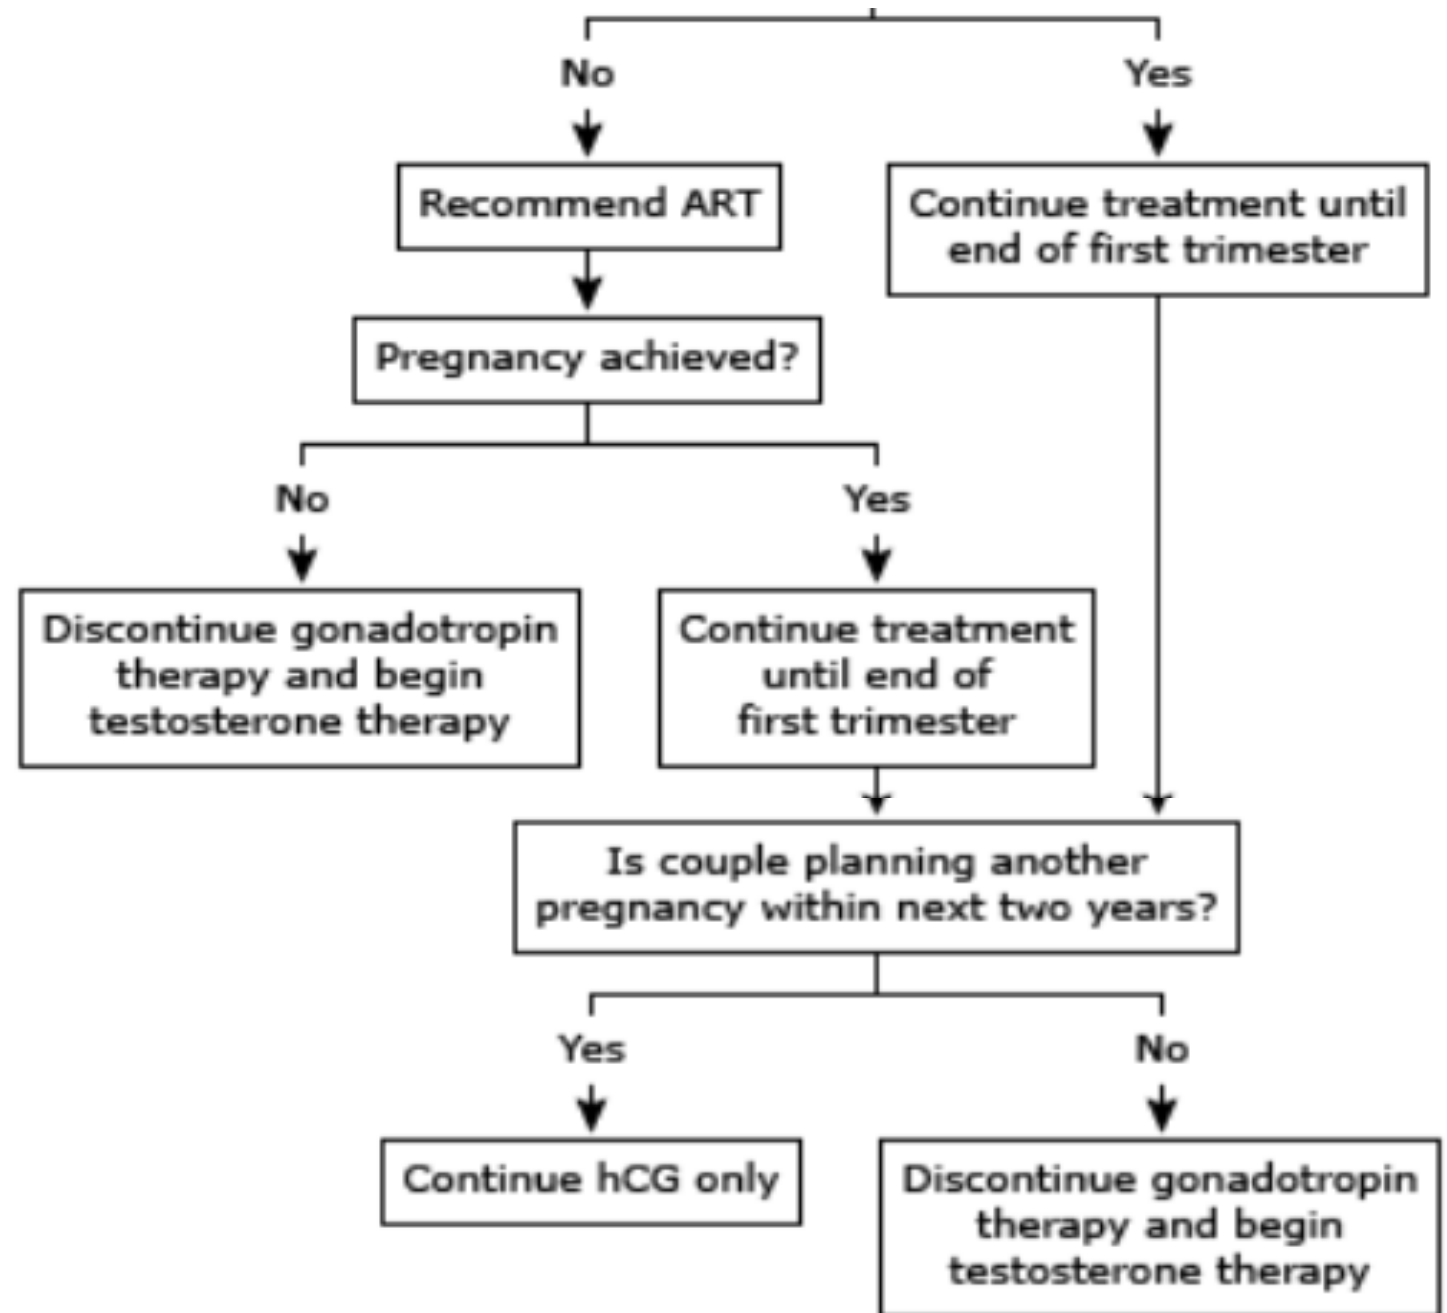 No
Yes
Recommend ART
Continue treatment until
end of first trimester
Pregnancy achieved?
No
Yes
Discontinue gonadotropin
therapy and begin
testosterone therapy
Continue treatment
until end of
first trimester
Is couple planning another
pregnancy within next two years?
Yes
No
Continue hCG only
Discontinue gonadotropin
therapy and begin
testosterone therapy